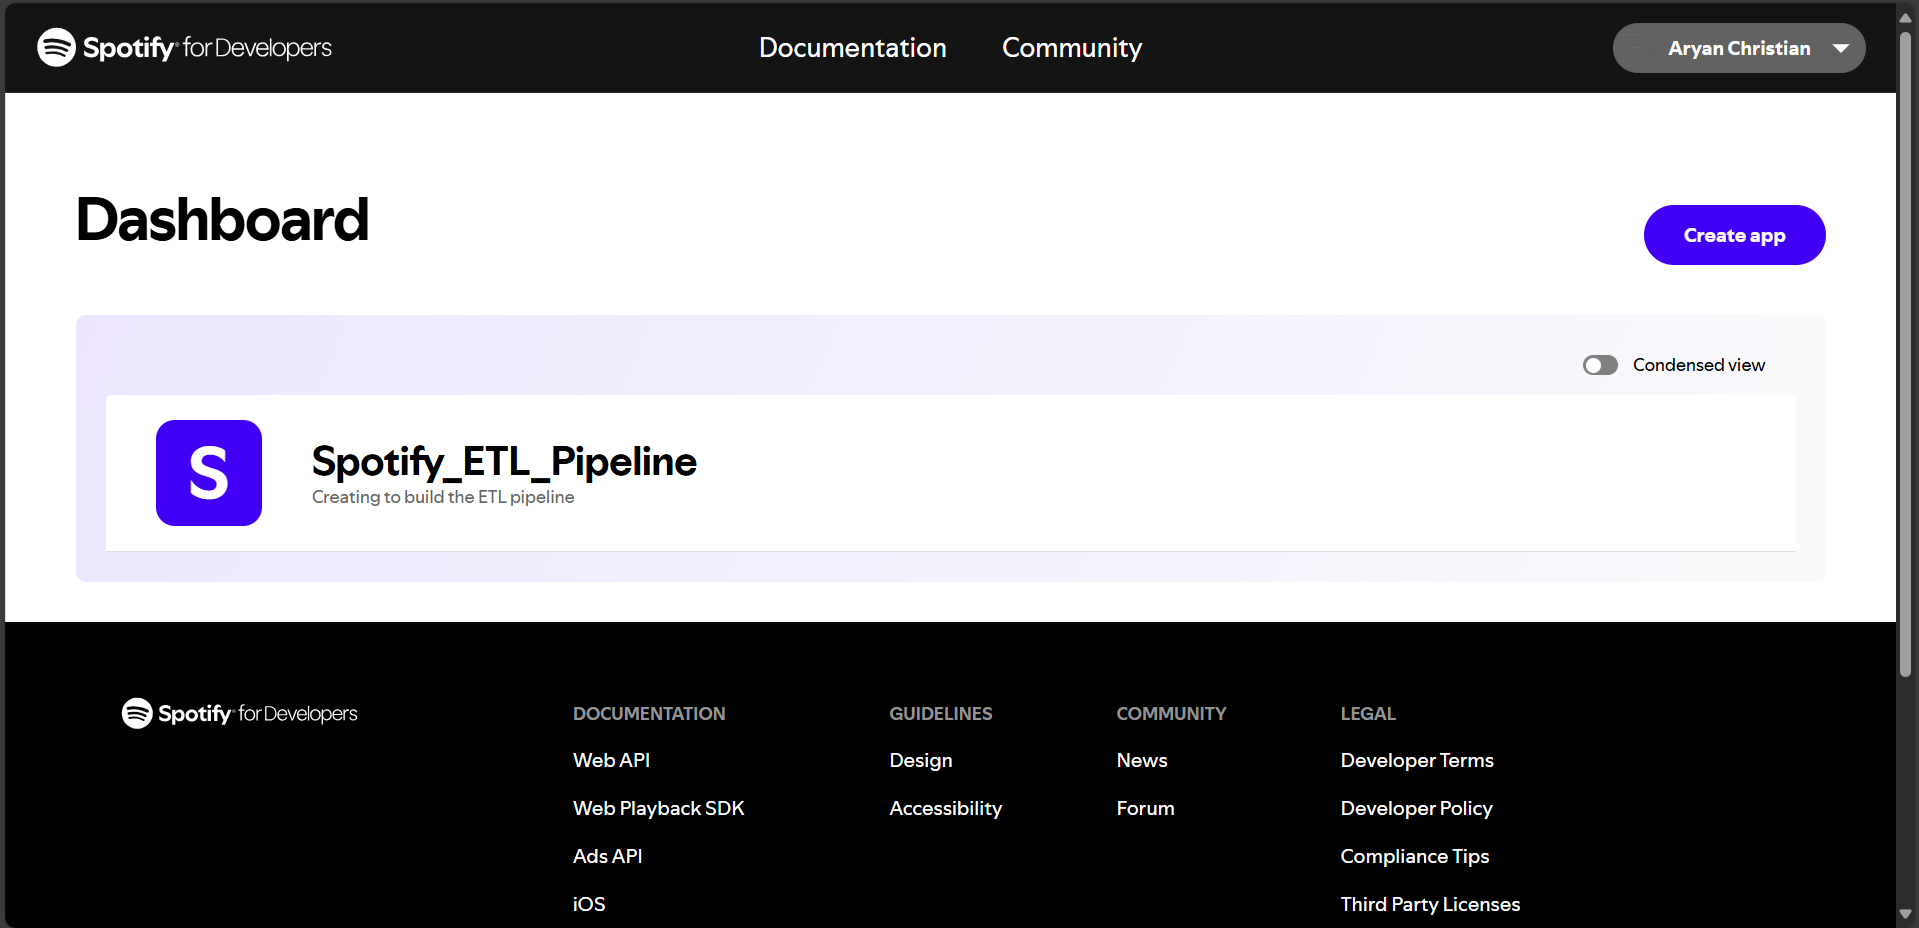 Spotify® for Developers
Documentation
Community
Aryan Christian
Dashboard
Create app
Condensed view
S
Spotify_ETL_Pipeline
Creating to build the ETL pipeline
Spotify® for Developers
DOCUMENTATION
Web API
Web Playback SDK
Ads API
iOS
GUIDELINES
Design
Accessibility
COMMUNITY
News
Forum
LEGAL
Developer Terms
Developer Policy
Compliance Tips
Third Party Licenses